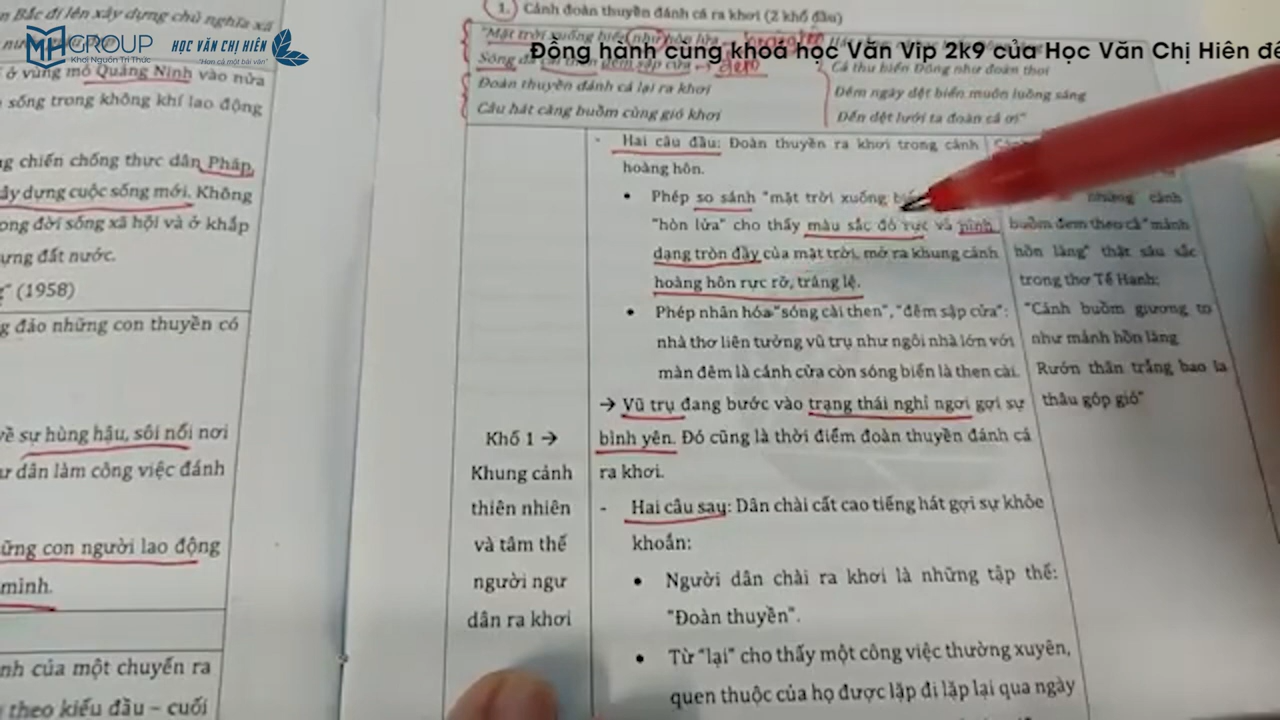 n Bắc đi lên xây dựng chủ nghĩa xã
MH GROUP
Khơi Nguồn Tri Thức
HỌC VĂN CHỊ HIÊN
"Hơn cả một bài văn"
Đồng hành cùng khoá học Văn Vip 2k9 của Học Văn Chị Hiên để
ở vùng mỏ Quảng Ninh vào nửa
sống trong không khí lao động
ng chiến chống thực dân Pháp,
ây dựng cuộc sống mới. Không
ong đời sống xã hội và ở khắp
ựng đất nước.
" (1958)
g đảo những con thuyền có
về sự hùng hậu, sôi nổi nơi
ư dân làm công việc đánh
ững con người lao động
mình.
nh của một chuyến ra
theo kiểu đầu – cuối
1. Cảnh đoàn thuyền đánh cá ra khơi (2 khổ đầu)
"Mặt trời xuống biển như hòn lửa
Sóng đã cài then đêm sập cửa
Đoàn thuyền đánh cá lại ra khơi
Câu hát căng buồm cùng gió khơi
Cá thu biển Đông như đoàn thoi
Đêm ngày dệt biển muôn luồng sáng
Đến dệt lưới ta đoàn cá ơi"
Khổ 1 →
Khung cảnh
thiên nhiên
và tâm thế
người ngư
dân ra khơi
- Hai câu đầu: Đoàn thuyền ra khơi trong cảnh
hoàng hôn.
• Phép so sánh "mặt trời xuống
"hòn lửa" cho thấy màu sắc đỏ rực và hình
dạng tròn đầy của mặt trời, mở ra khung cảnh
hoàng hôn rực rỡ, tráng lệ.
• Phép nhân hóa "sóng cài then", "đêm sập cửa":
nhà thơ liên tưởng vũ trụ như ngôi nhà lớn với
màn đêm là cánh cửa còn sóng biển là then cài.
→ Vũ trụ đang bước vào trạng thái nghỉ ngơi gợi sự
bình yên. Đó cũng là thời điểm đoàn thuyền đánh cá
ra khơi.
- Hai câu say: Dân chài cất cao tiếng hát gợi sự khỏe
khoắn:
• Người dân chài ra khơi là những tập thể:
"Đoàn thuyền".
• Từ "lại" cho thấy một công việc thường xuyên,
quen thuộc của họ được lặp đi lặp lại qua ngày
những cánh
buồm đem theo cả "mảnh
hồn làng" thật sâu sắc
trong thơ Tế Hanh:
"Cánh buồm giương to
như mảnh hồn làng
Rướn thân trắng bao la
thâu góp gió"